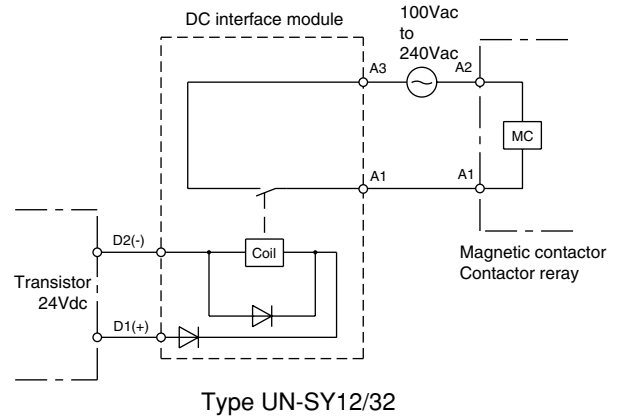 DC interface module
100Vac
to
240Vac
A3
A2
MC
A1
A1
D2(-)
Coil
Magnetic contactor
Contactor reray
Transistor
24Vdc
D1(+)
Type UN-SY12/32